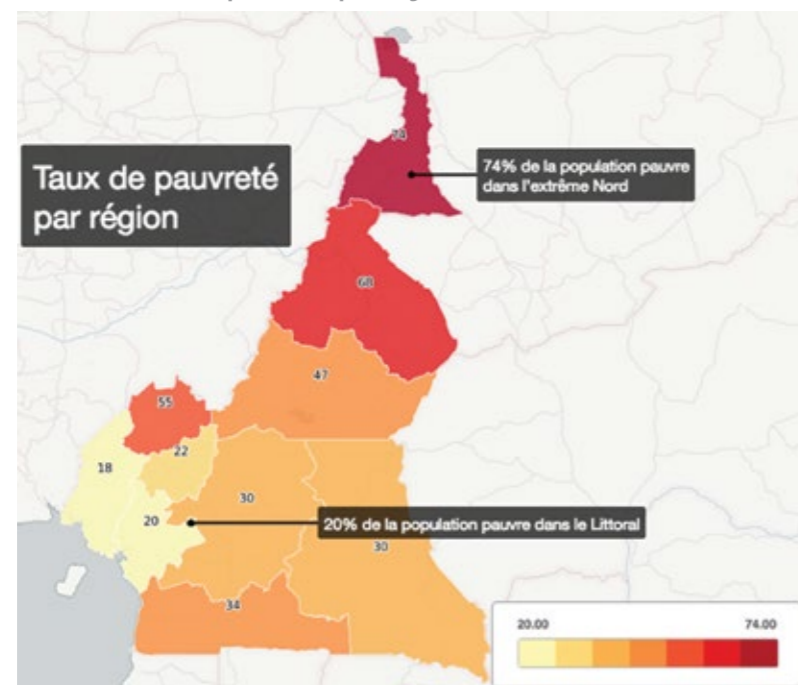 74
74% de la population pauvre
dans l'extrême Nord
Taux de pauvreté
par région
68
47
55
22
18
30
20
20% de la population pauvre dans le Littoral
30
34
20.00
74.00